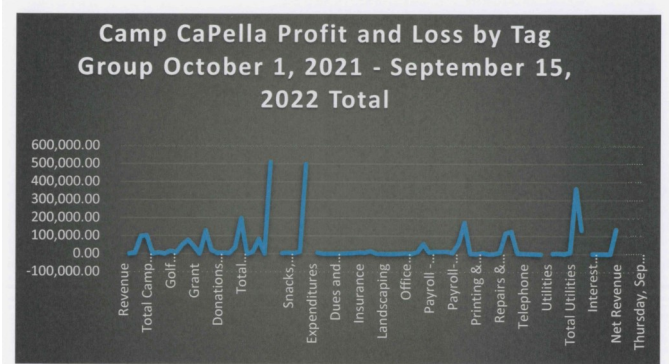 Camp CaPella Profit and Loss by Tag
Group October 1, 2021 - September 15,
2022 Total
600,000.00
500,000.00
400,000.00
300,000.00
200,000.00
100,000.00
0.00
-100,000.00
Revenue
Total Camp...
Golf...
Grant
Donations...
Total...
Snacks,...
Expenditures
Dues and...
Insurance
Landscaping
Office...
Payroll -...
Payroll-...
Printing &...
Repairs &...
Telephone
Utilities
Total Utilities
Interest...
Net Revenue
Thursday, Sep...